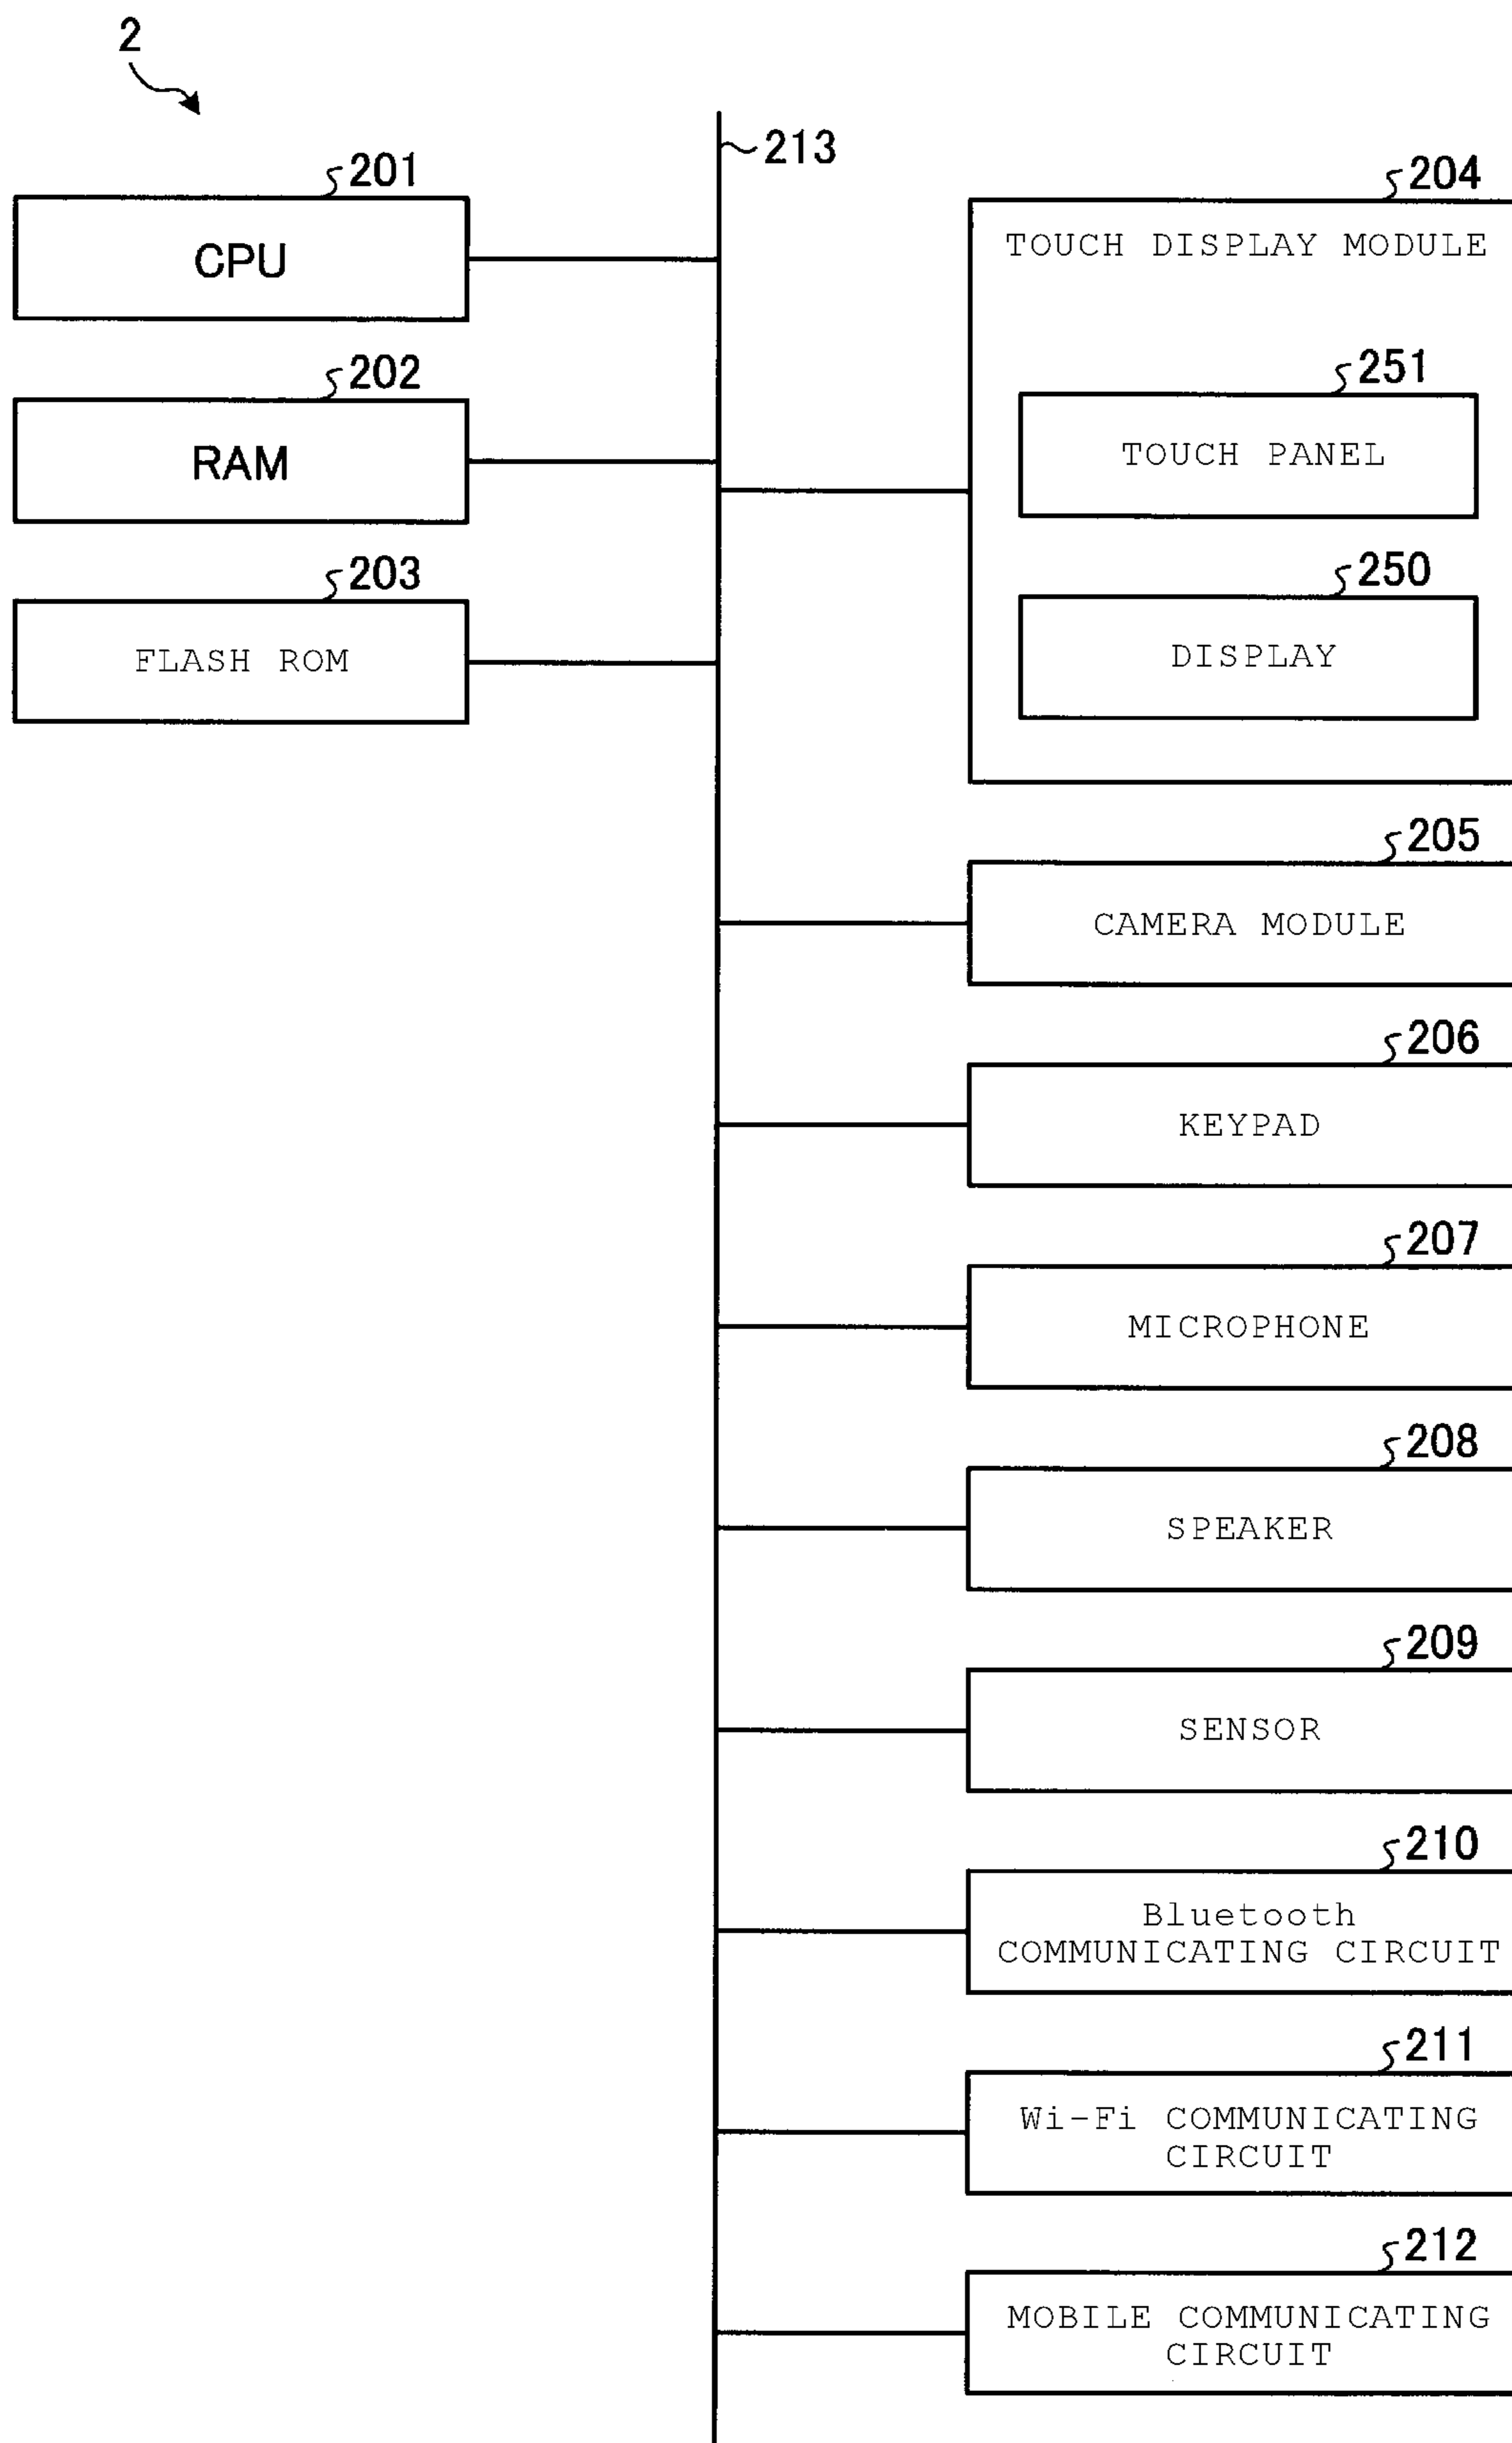 2
213
201
CPU
202
RAM
203
FLASH ROM
204
TOUCH DISPLAY MODULE
251
TOUCH PANEL
250
DISPLAY
205
CAMERA MODULE
206
KEYPAD
207
MICROPHONE
208
SPEAKER
209
SENSOR
210
Bluetooth
COMMUNICATING CIRCUIT
211
Wi-Fi COMMUNICATING
CIRCUIT
212
MOBILE COMMUNICATING
CIRCUIT